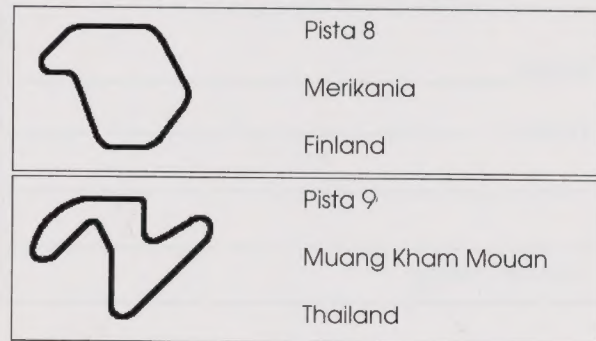 Pista 8
Merikania
Finland
Pista 9
Muang Kham Mouan
Thailand